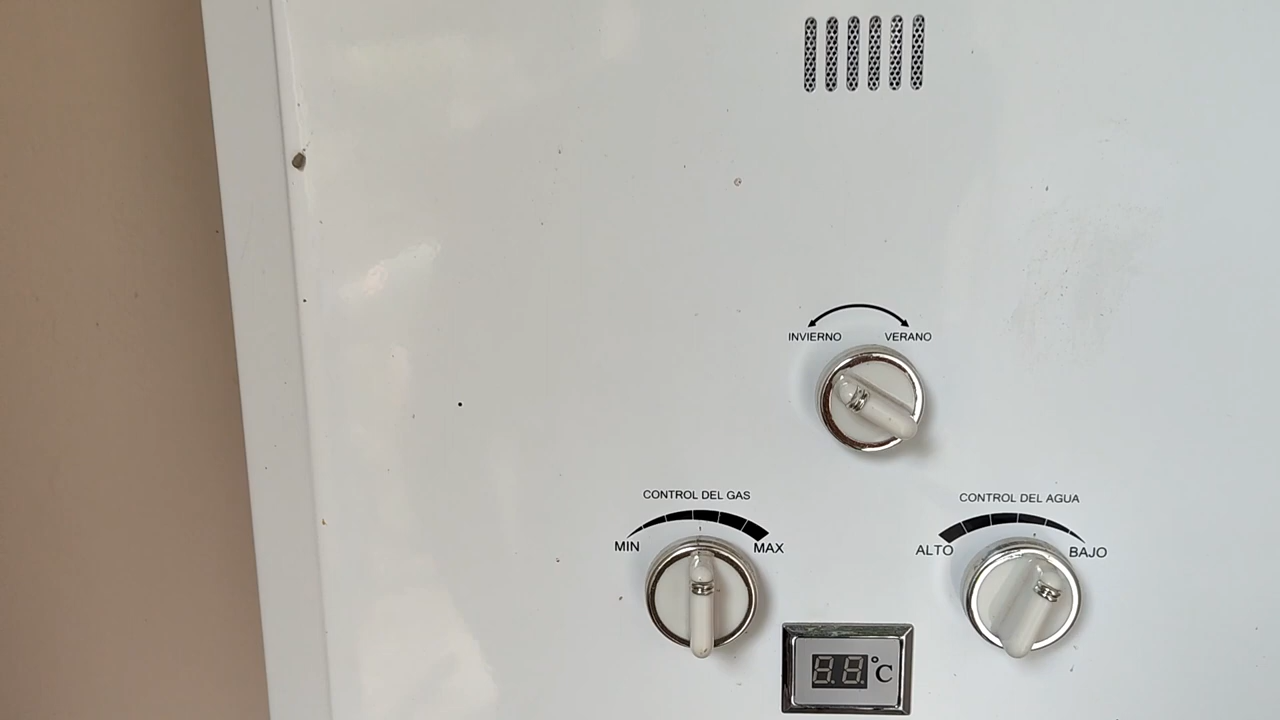 INVIERNO VERANO
CONTROL DEL GAS
MIN MAX
CONTROL DEL AGUA
ALTO BAJO
88 °C